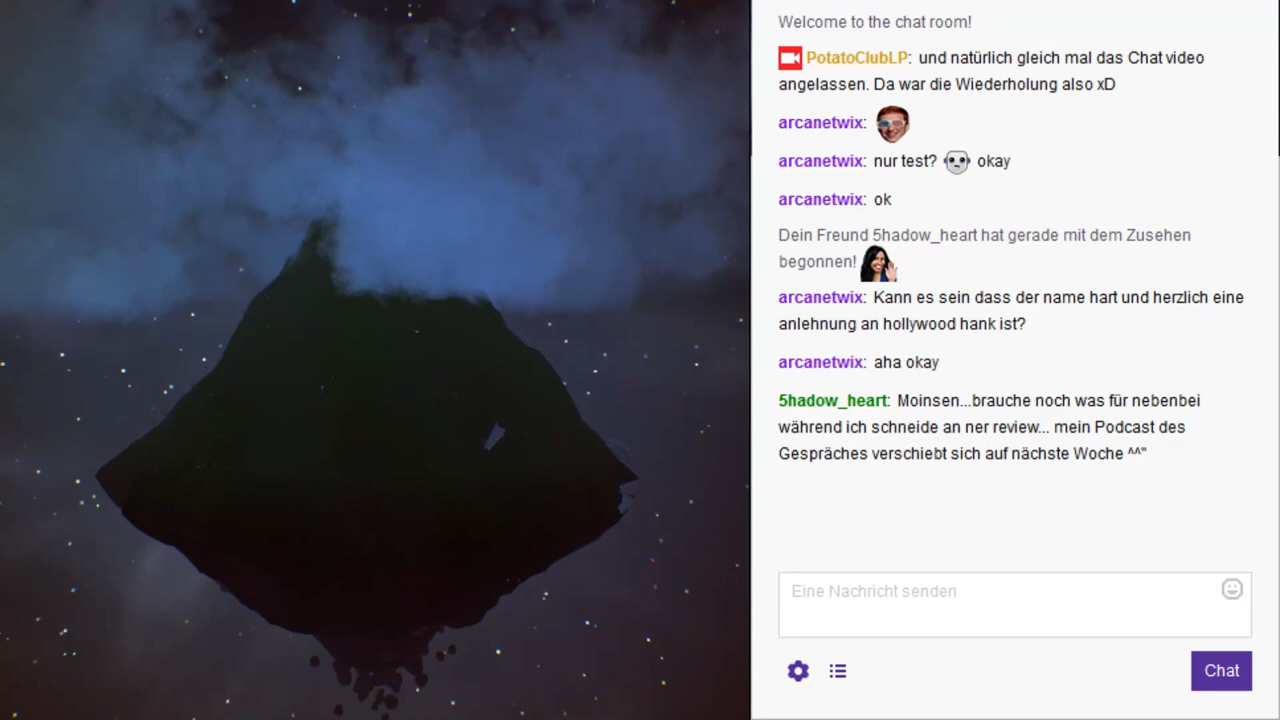 Welcome to the chat room!
PotatoClubLP: und natürlich gleich mal das Chat video
angelassen. Da war die Wiederholung also xD
arcanetwix:
arcanetwix: nur test? okay
arcanetwix: ok
Dein Freund 5hadow_heart hat gerade mit dem Zusehen
begonnen!
arcanetwix: Kann es sein dass der name hart und herzlich eine
anlehnung an hollywood hank ist?
arcanetwix: aha okay
5hadow_heart: Moinsen...brauche noch was für nebenbei
während ich schneide an ner review... mein Podcast des
Gespräches verschiebt sich auf nächste Woche ^^"
Eine Nachricht senden
Chat